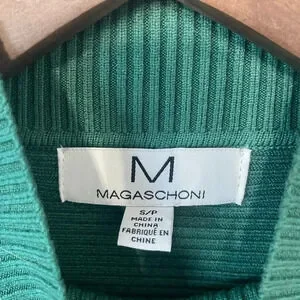 M
MAGASCHONI
S/P
MADE IN
CHINA
FABRIQUÉ EN
CHINE